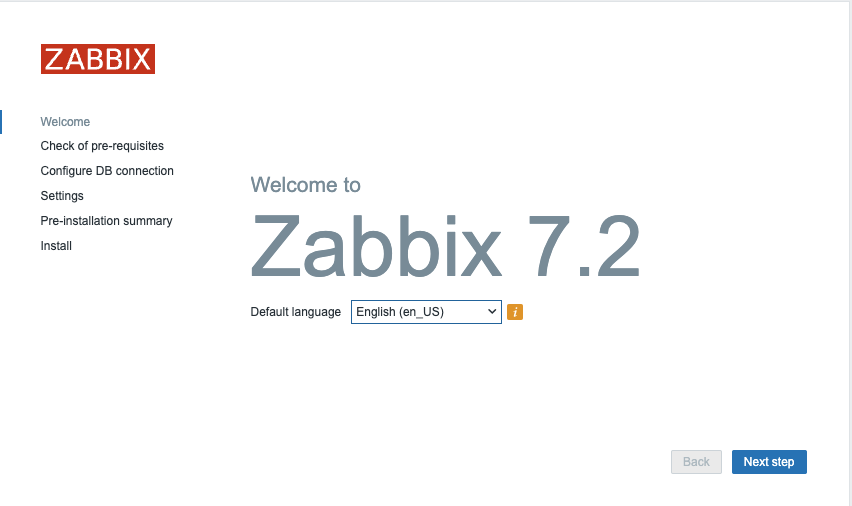 ZABBIX
Welcome
Check of pre-requisites
Configure DB connection
Settings
Pre-installation summary
Install
Welcome to
Zabbix 7.2
Default language English (en_US) i
Back Next step